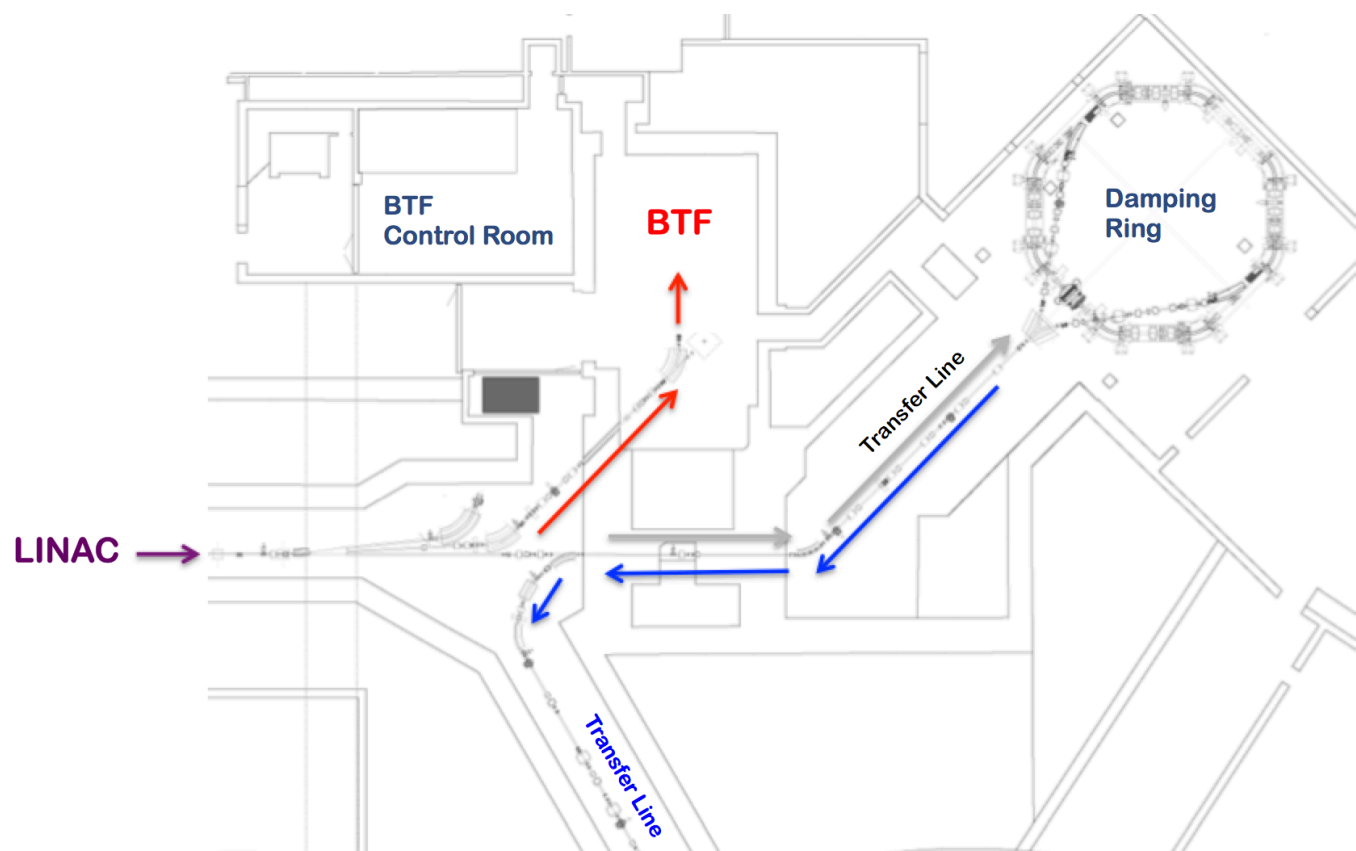 BTF
Control Room
BTF
Damping
Ring
Transfer Line
LINAC
Transfer Line